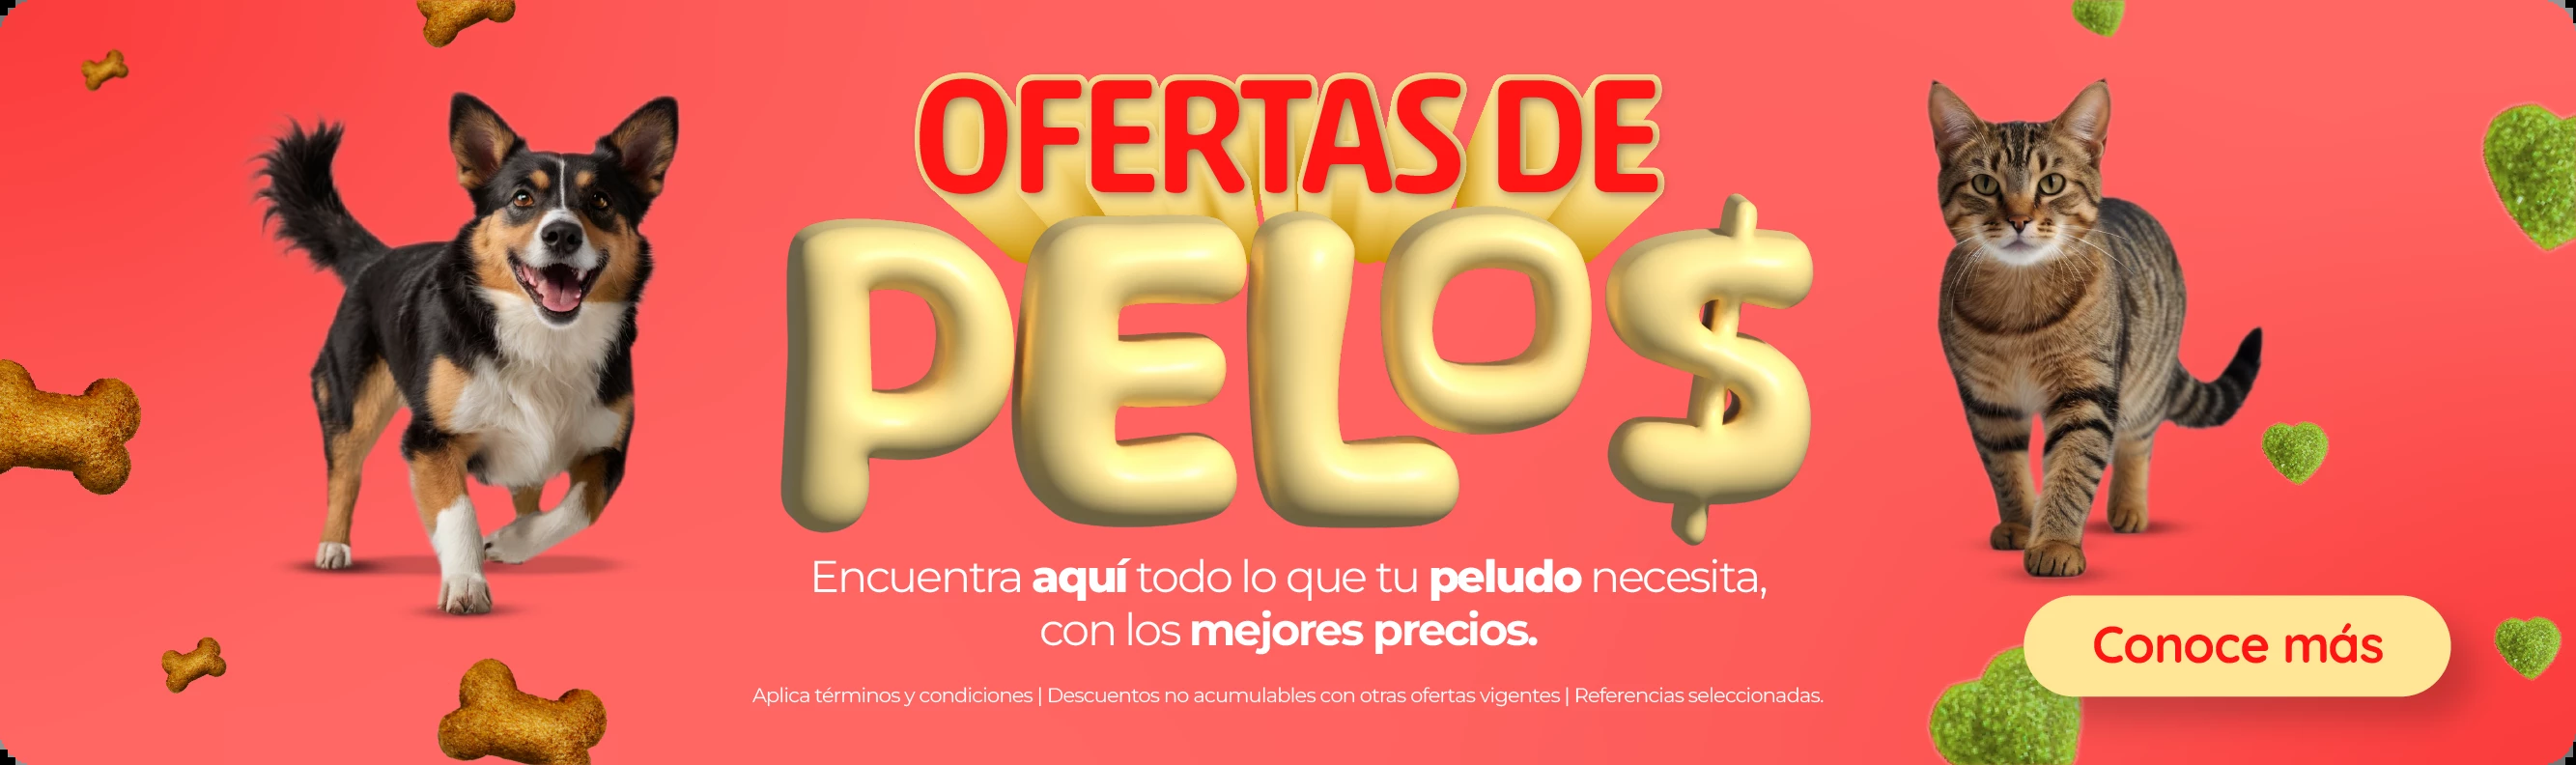 OFERTAS DE
PELO$
Encuentra aquí todo lo que tu peludo necesita,
con los mejores precios.
Conoce más
Aplica términos y condiciones | Descuentos no acumulables con otras ofertas vigentes | Referencias seleccionadas.